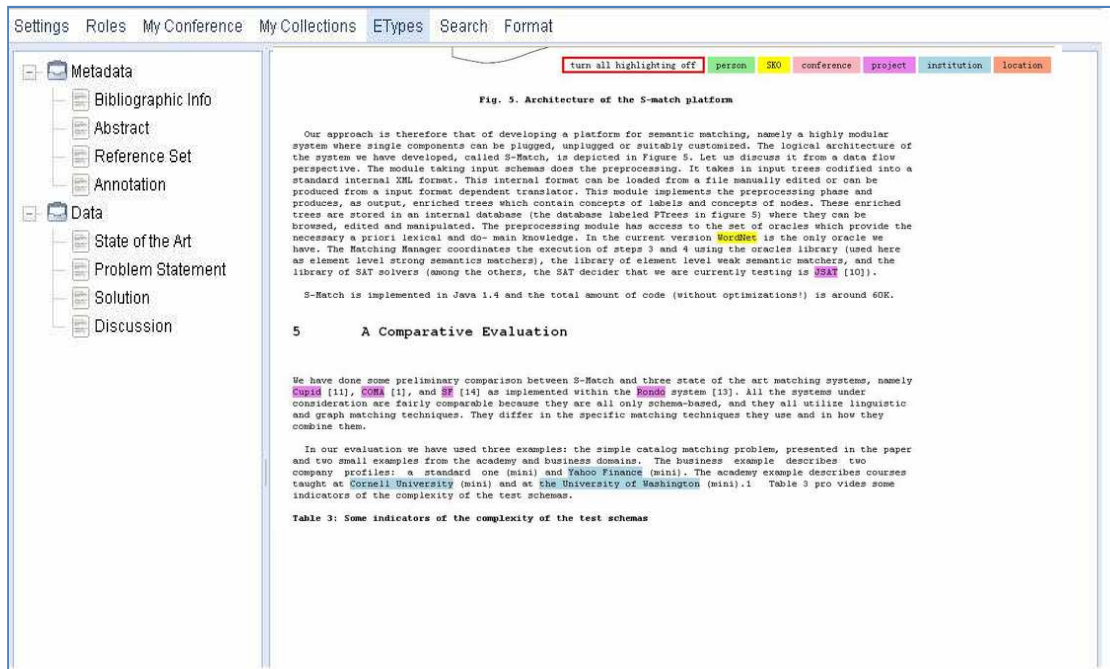 Settings Roles My Conference My Collections ETypes Search Format
Metadata
Bibliographic Info
Abstract
Reference Set
Annotation
Data
State of the Art
Problem Statement
Solution
Discussion
turn all highlighting off person SKO conference project institution location
Fig. 5. Architecture of the S-match platform
Our approach is therefore that of developing a platform for semantic matching, namely a highly modular
system where single components can be plugged, unplugged or suitably customized. The logical architecture of
the system we have developed, called S-Match, is depicted in Figure 5. Let us discuss it from a data flow
perspective. The module taking input schemas does the preprocessing. It takes in input trees codified into a
standard internal XML format. This internal format can be loaded from a file manually edited or can be
produced from a input format dependent translator. This module implements the preprocessing phase and
produces, as output, enriched trees which contain concepts of labels and concepts of nodes. These enriched
trees are stored in an internal database (the database labeled PTrees in figure 5) where they can be
browsed, edited and manipulated. The preprocessing module has access to the set of oracles which provide the
necessary a priori lexical and do- main knowledge. In the current version WordNet is the only oracle we
have. The Matching Manager coordinates the execution of steps 3 and 4 using the oracles library (used here
as element level strong semantics matchers), the library of element level weak semantic matchers, and the
library of SAT solvers (among the others, the SAT decider that we are currently testing is JSAT [10]).
S-Match is implemented in Java 1.4 and the total amount of code (without optimizations!) is around 60K.
5 A Comparative Evaluation
We have done some preliminary comparison between S-Match and three state of the art matching systems, namely
Cupid [11], COMA [1], and SF [14] as implemented within the Rondo system [13]. All the systems under
consideration are fairly comparable because they are all only schema-based, and they all utilize linguistic
and graph matching techniques. They differ in the specific matching techniques they use and in how they
combine them.
In our evaluation we have used three examples: the simple catalog matching problem, presented in the paper
and two small examples from the academy and business domains. The business example describes two
company profiles: a standard one (mini) and Yahoo Finance (mini). The academy example describes courses
taught at Cornell University (mini) and at the University of Washington (mini).1 Table 3 pro vides some
indicators of the complexity of the test schemas.
Table 3: Some indicators of the complexity of the test schemas